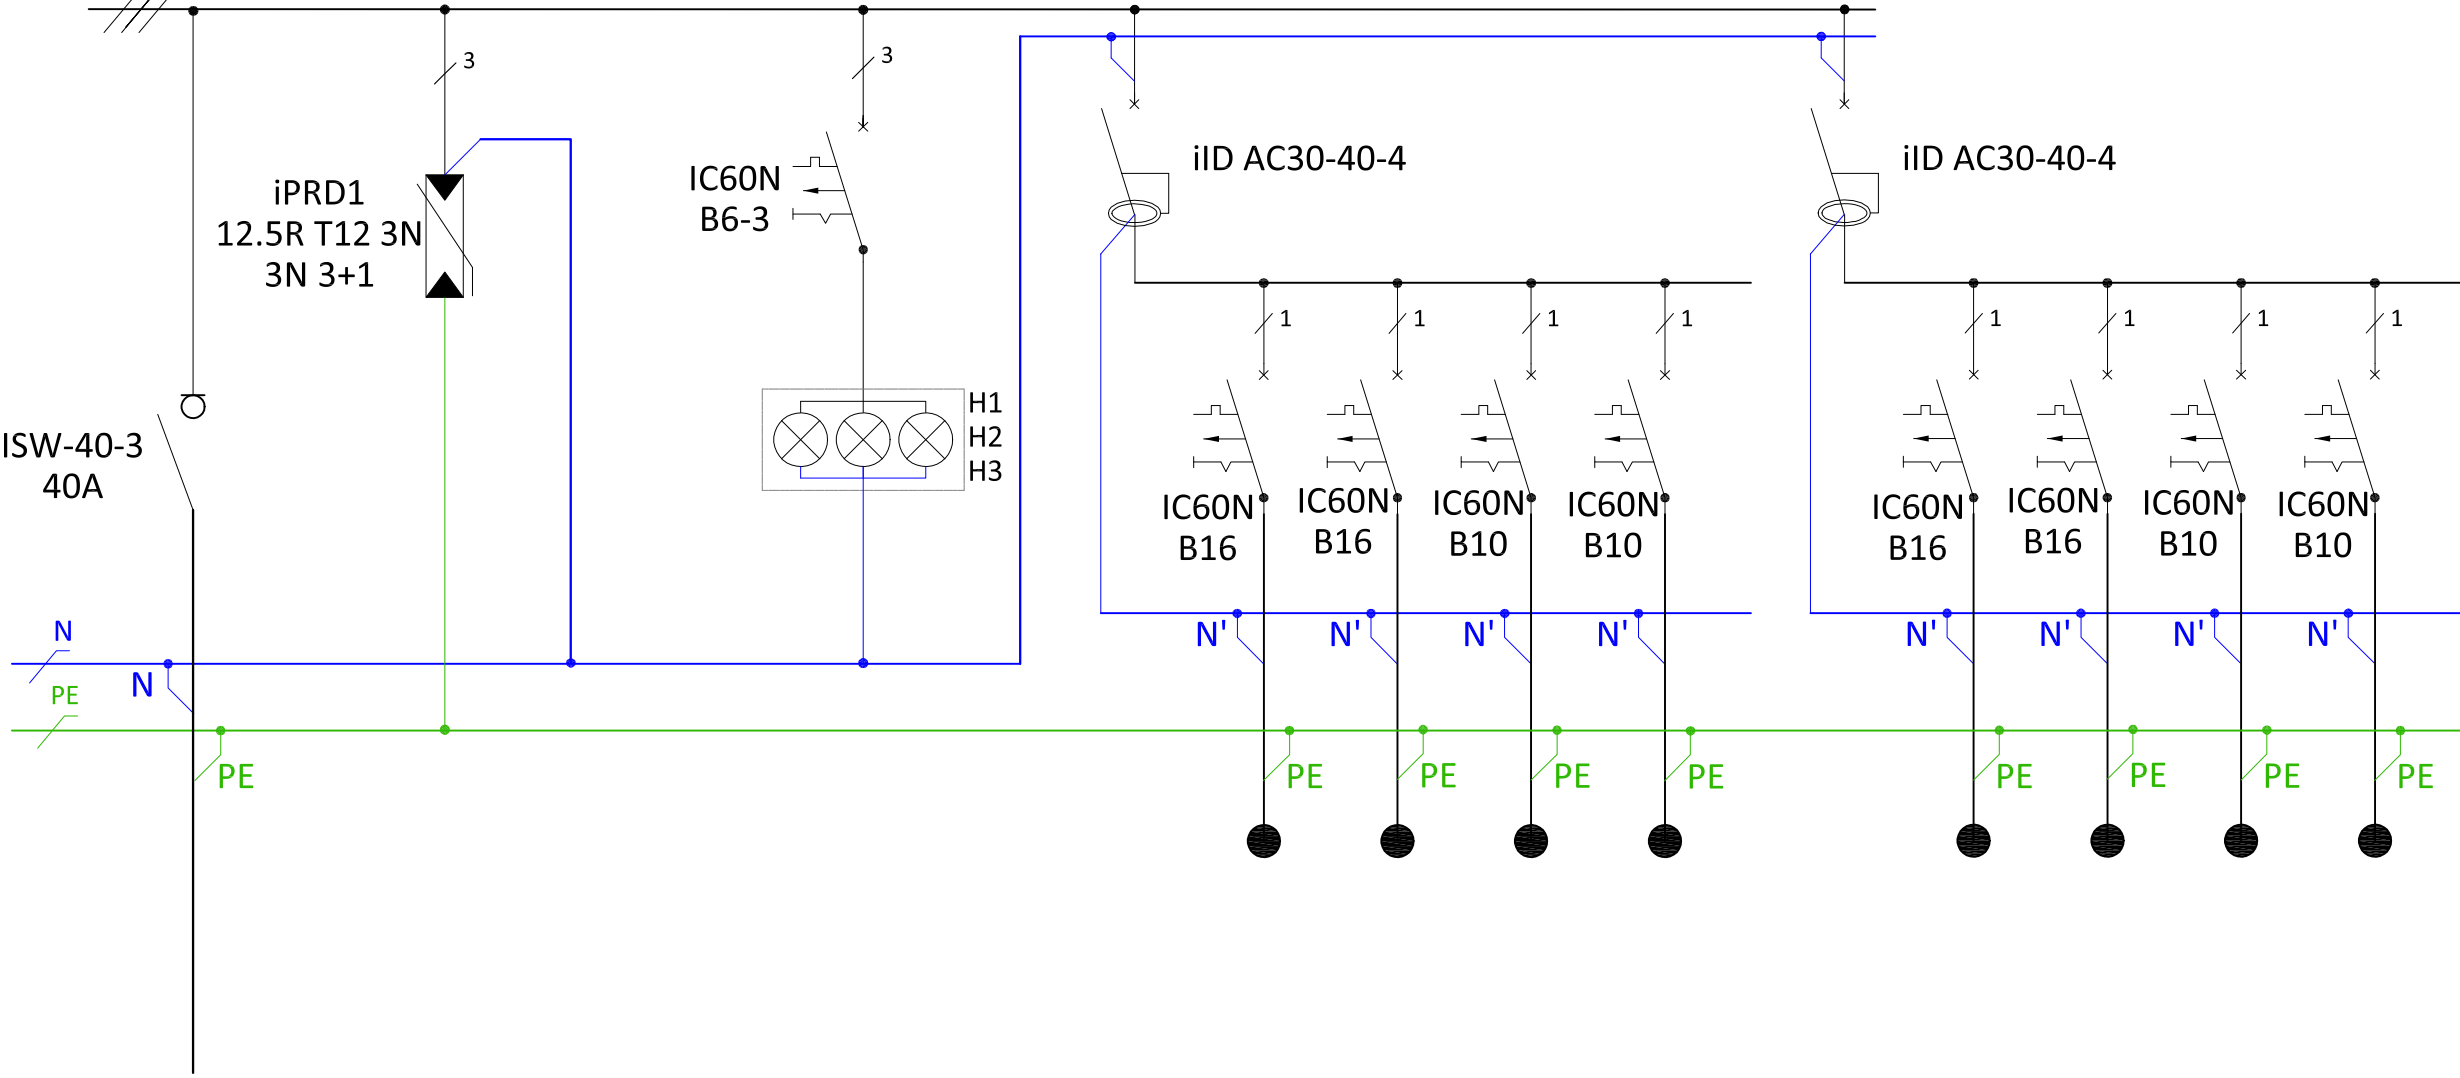 3
3
iPRD1
12.5R T12 3N
3N 3+1
IC60N
B6-3
iID AC30-40-4
iID AC30-40-4
1
1
1
1
1
1
1
1
ISW-40-3
40A
H1
H2
H3
IC60N
B16
IC60N
B16
IC60N
B10
IC60N
B10
IC60N
B16
IC60N
B16
IC60N
B10
IC60N
B10
N
N
N'
N'
N'
N'
N'
N'
N'
N'
PE
PE
PE
PE
PE
PE
PE
PE
PE
PE